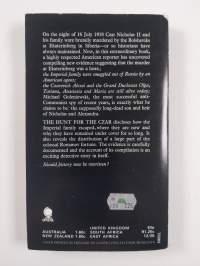 On the night of 16 July 1918 Czar Nicholas II and
his family were brutally murdered by the Bolsheviks
in Ekaterinburg in Siberia—or so historians have
always maintained. Now, in this extraordinary book,
a highly respected American reporter has uncovered
compelling new evidence suggesting that the murder
at Ekaterinburg was a hoax:
the Imperial family were smuggled out of Russia by an
American agent;
the Czarevitch Alexei and the Grand Duchesses Olga,
Tatiana, Anastasia and Maria are still alive today;
Michael Goleniewski, the most successful anti-
Communist spy of recent years, is exactly what he
claims to be: the supposedly long-dead son and heir
of Nicholas and Alexandra.
THE HUNT FOR THE CZAR discloses how the
Imperial family escaped, where they are now and
why they have remained under cover for so long. It
also reveals the distribution of a large part of the
colossal Romanov fortune. The evidence is carefully
documented and the account of its compilation is an
exciting detective story in itself.
Should history now be rewritten?
UNITED KINGDOM 60p
AUSTRALIA SOUTH AFRICA
NEW ZEALAND EAST AFRICA